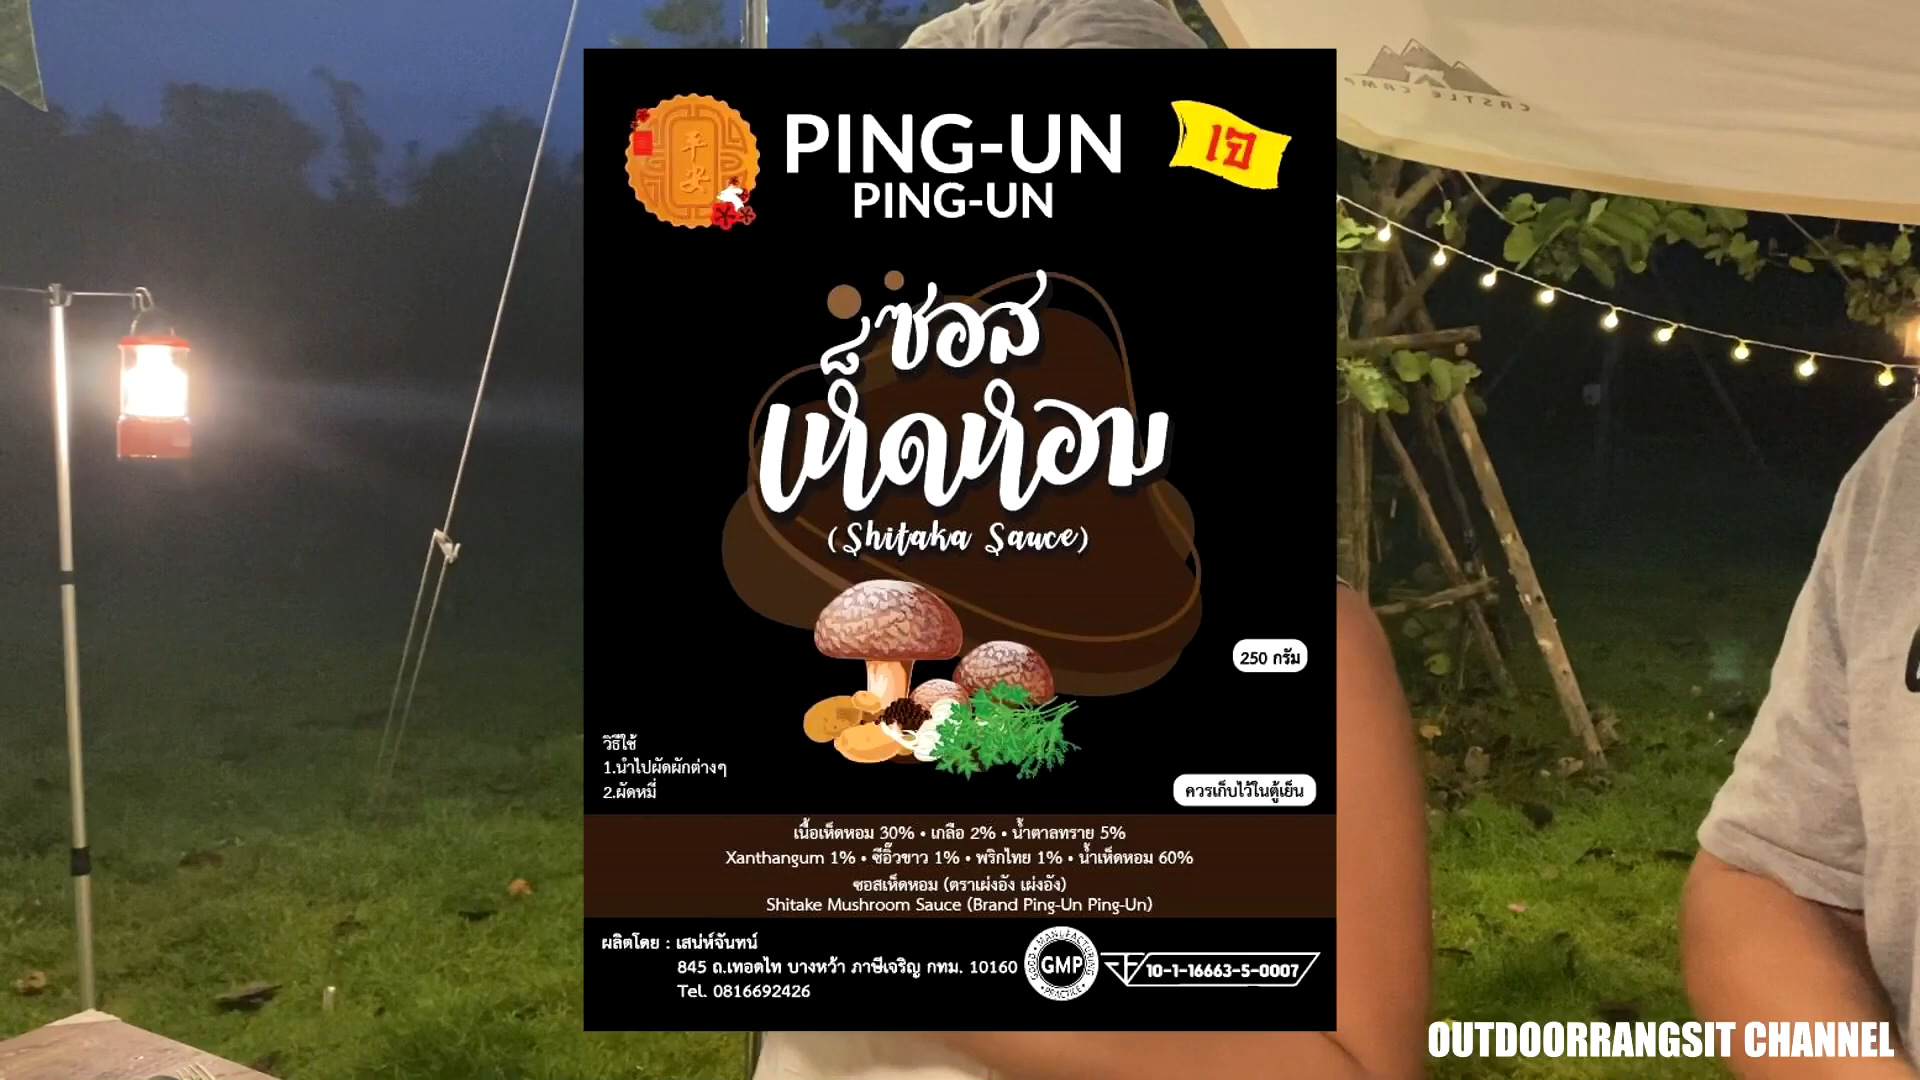 CASTLE CAMP
平安
PING-UN
PING-UN
เจ
ซอส
เห็ดหอม
(Shitaka Sauce)
250 กรัม
วิธีใช้
1.นำไปผัดผักต่างๆ
2.ผัดหมี่
ควรเก็บไว้ในตู้เย็น
เนื้อเห็ดหอม 30% • เกลือ 2% • น้ำตาลทราย 5%
Xanthangum 1% • ซีอิ๊วขาว 1% • พริกไทย 1% • น้ำเห็ดหอม 60%
ซอสเห็ดหอม (ตราเผ่งอัง เผ่งอัง)
Shitake Mushroom Sauce (Brand Ping-Un Ping-Un)
ผลิตโดย : เสน่ห์จันทน์
845 ถ.เทอดไท บางหว้า ภาษีเจริญ กทม. 10160
Tel. 0816692426
GOOD • MANUFACTURING • PRACTICE •
GMP
10-1-16663-5-0007
OUTDOORRANGSIT CHANNEL